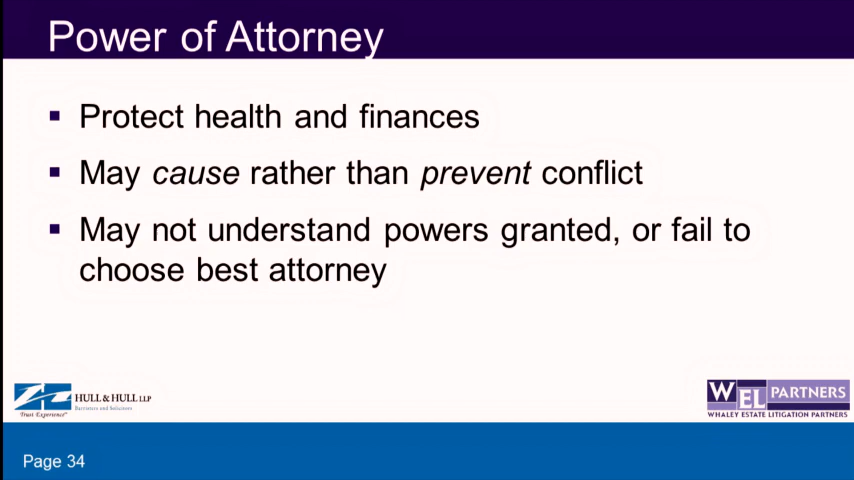 Power of Attorney
▪ Protect health and finances
▪ May cause rather than prevent conflict
▪ May not understand powers granted, or fail to
choose best attorney
HULL & HULL LLP
Barristers and Solicitors
Trust Experience
WEL PARTNERS
WHALEY ESTATE LITIGATION PARTNERS
Page 34